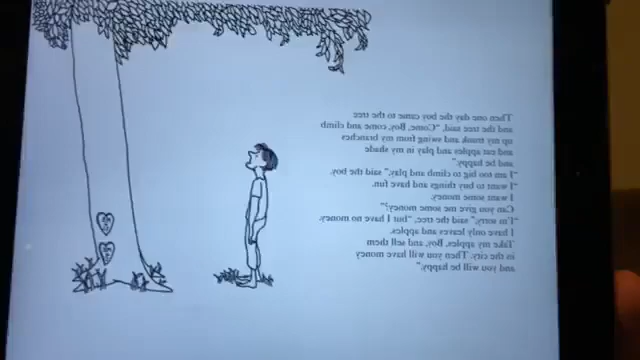 Then one day the boy came to the tree
and the tree said, "Come, Boy, come and climb
up my trunk and swing from my branches
and eat apples and play in my shade
and be happy."
"I am too big to climb and play," said the boy.
"I want to buy things and have fun.
I want some money.
Can you give me some money?"
"I'm sorry," said the tree, "but I have no money.
I have only leaves and apples.
Take my apples, Boy, and sell them
in the city. Then you will have money
and you will be happy."